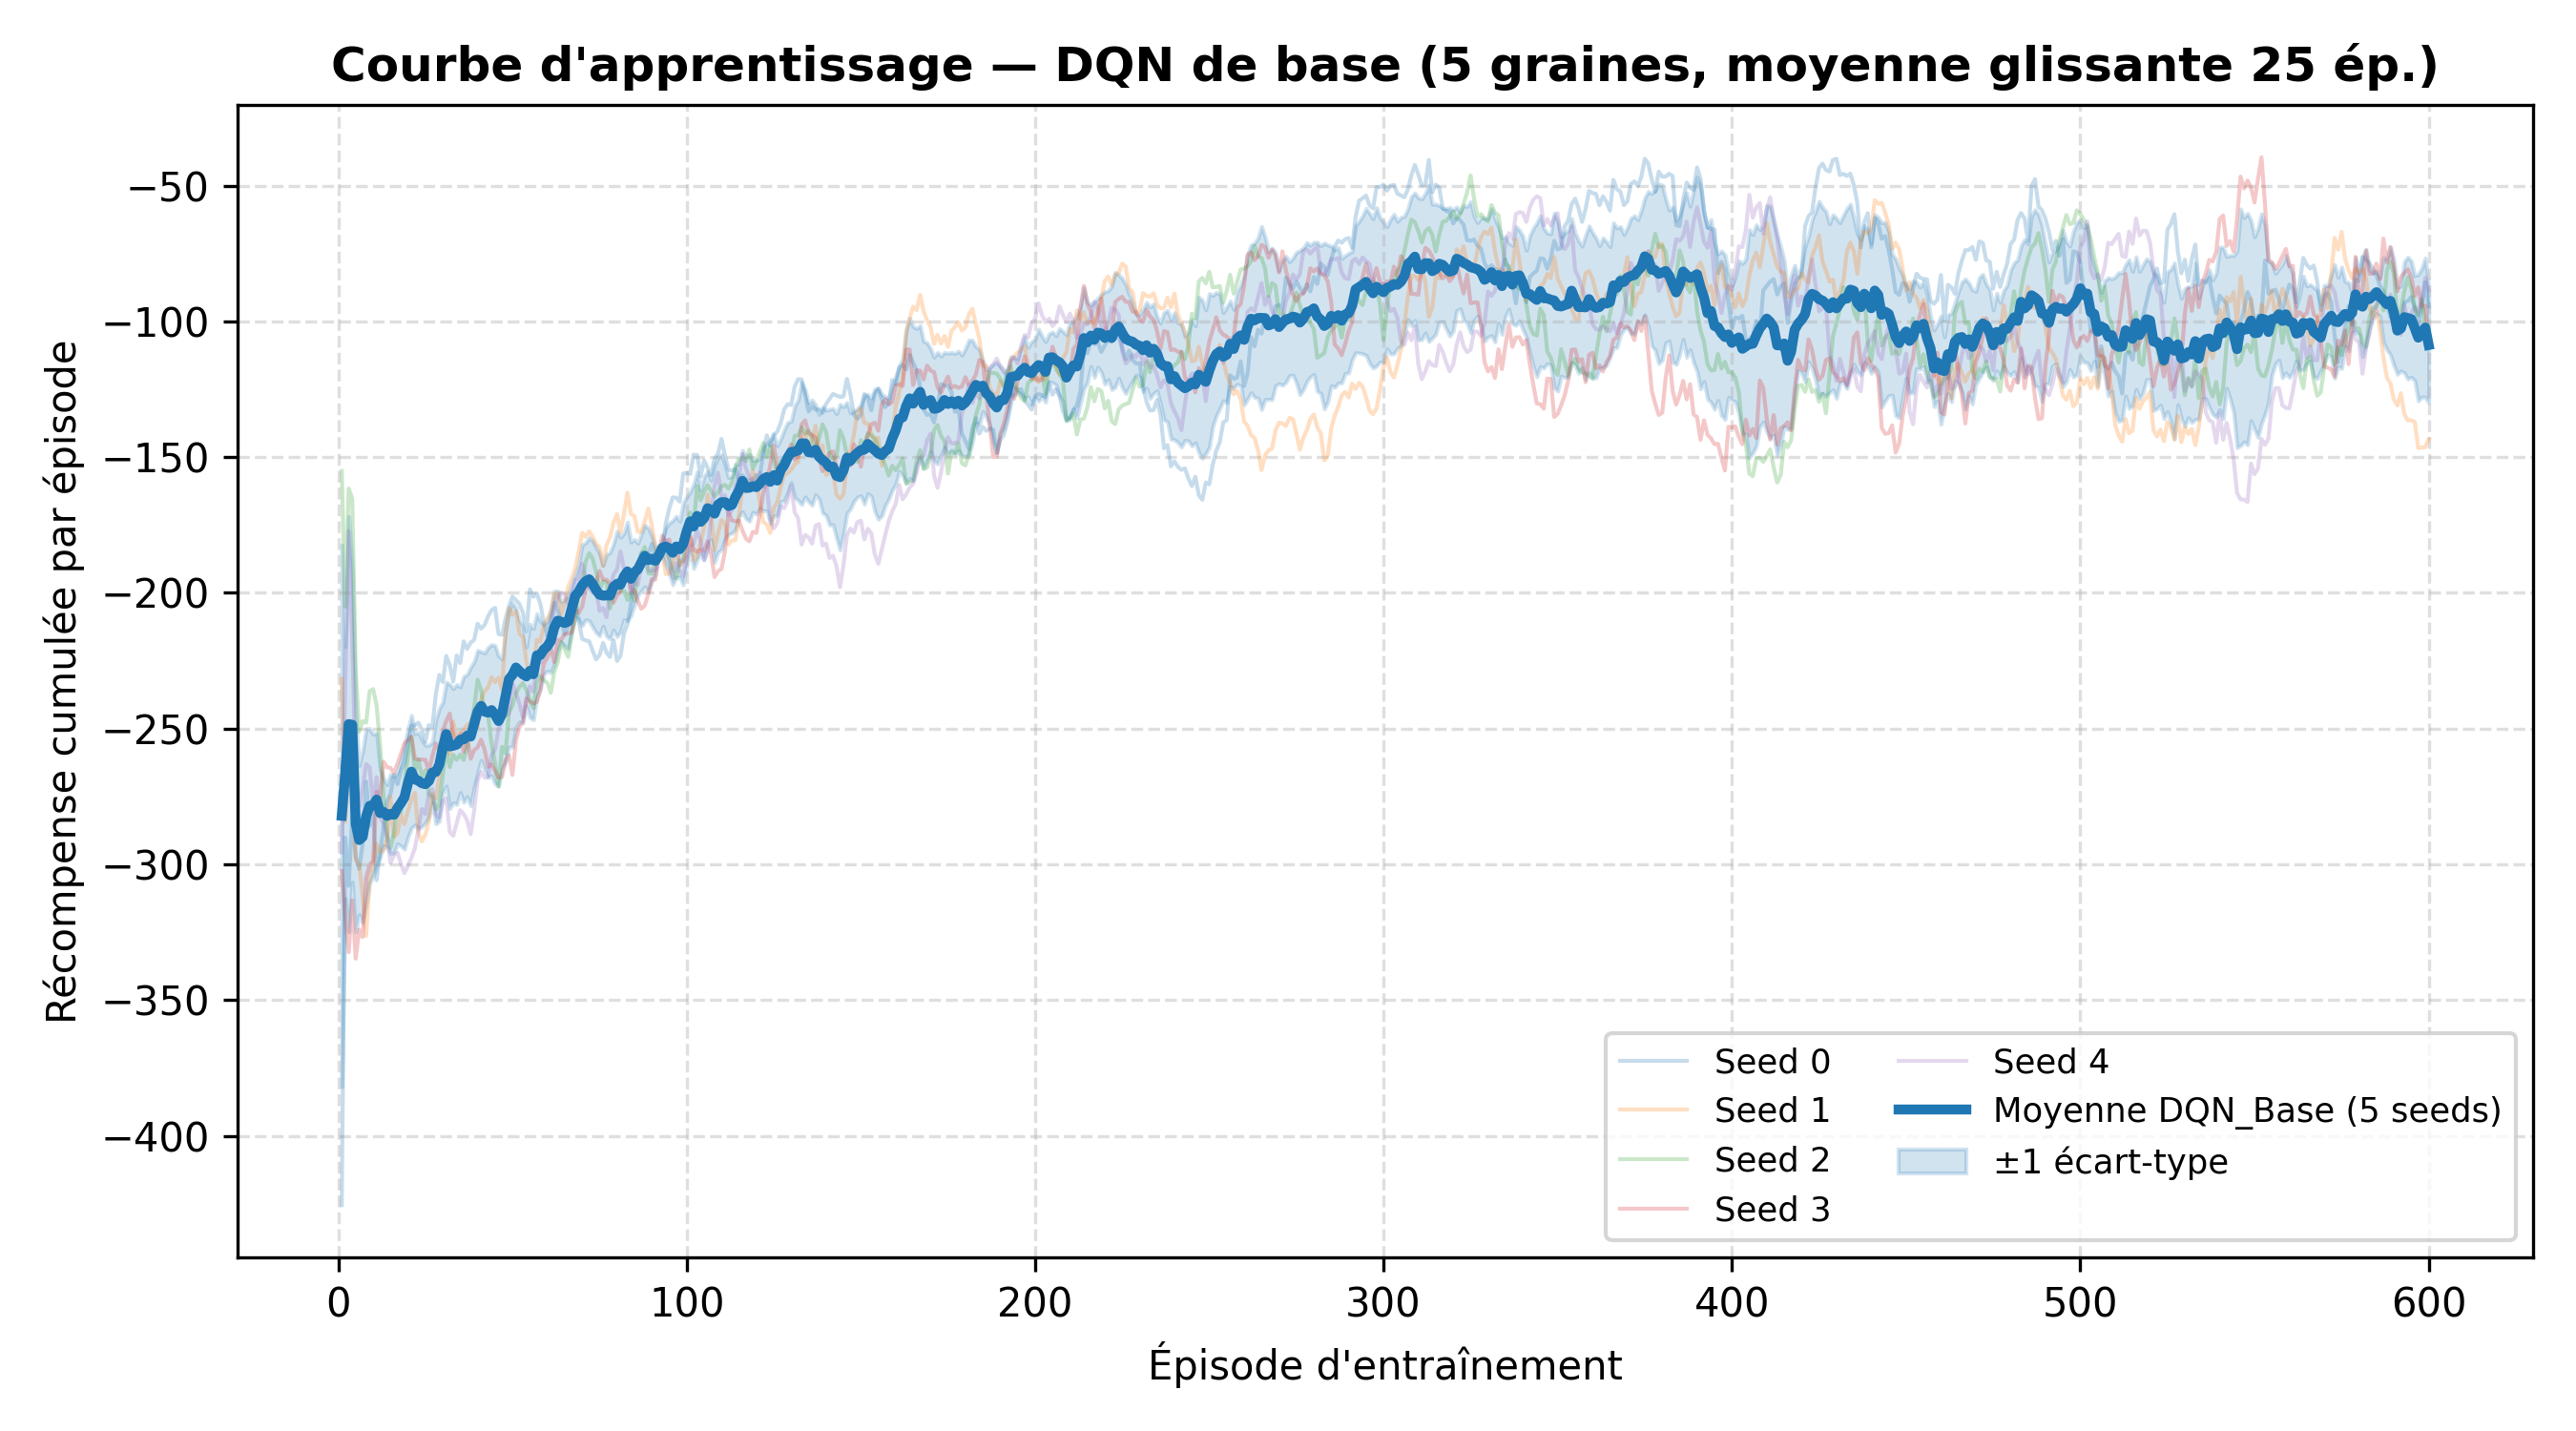 Courbe d'apprentissage — DQN de base (5 graines, moyenne glissante 25 ép.)
Récompense cumulée par épisode
−50
−100
−150
−200
−250
−300
−350
−400
Seed 0
Seed 1
Seed 2
Seed 3
Seed 4
Moyenne DQN_Base (5 seeds)
±1 écart-type
0 100 200 300 400 500 600
Épisode d'entraînement